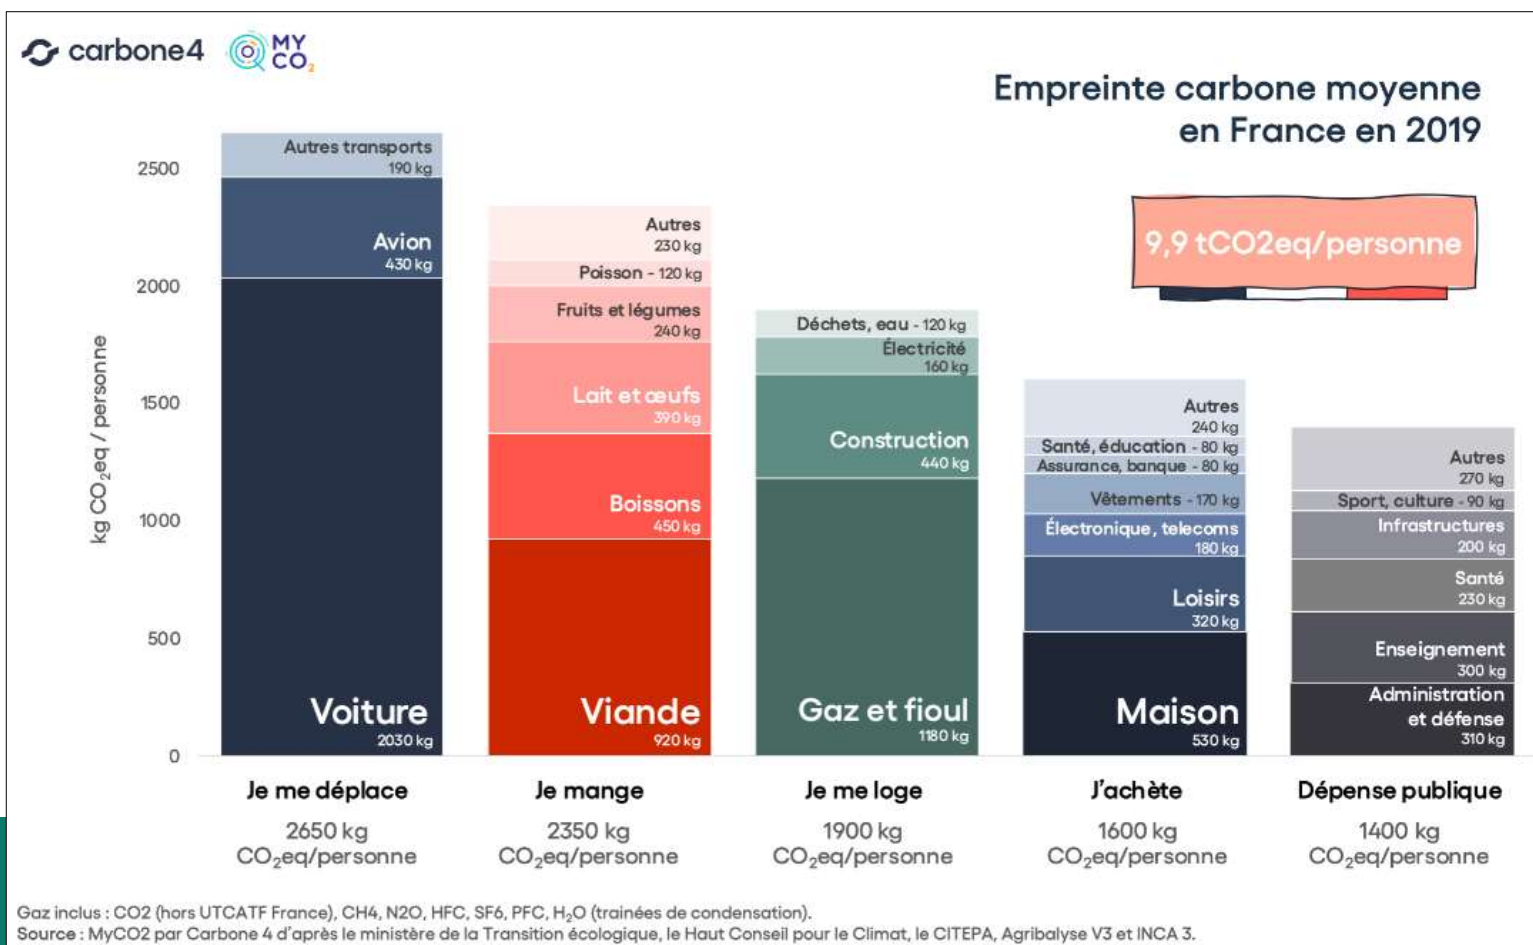 carbone4
MY
CO₂
Empreinte carbone moyenne
en France en 2019
9,9 tCO2eq/personne
kg CO₂eq / personne
2500
2000
1500
1000
500
0
Autres transports
190 kg
Avion
430 kg
Voiture
2030 kg
Autres
230 kg
Poisson - 120 kg
Fruits et légumes
240 kg
Lait et œufs
390 kg
Boissons
450 kg
Viande
920 kg
Déchets, eau - 120 kg
Électricité
160 kg
Construction
440 kg
Gaz et fioul
1180 kg
Autres
240 kg
Santé, éducation - 80 kg
Assurance, banque - 80 kg
Vêtements - 170 kg
Électronique, telecoms
180 kg
Loisirs
320 kg
Maison
530 kg
Autres
270 kg
Sport, culture - 90 kg
Infrastructures
200 kg
Santé
230 kg
Enseignement
300 kg
Administration
et défense
310 kg
Je me déplace
2650 kg
CO₂eq/personne
Je mange
2350 kg
CO₂eq/personne
Je me loge
1900 kg
CO₂eq/personne
J'achète
1600 kg
CO₂eq/personne
Dépense publique
1400 kg
CO₂eq/personne
Gaz inclus : CO2 (hors UTCATF France), CH4, N2O, HFC, SF6, PFC, H₂O (trainées de condensation).
Source : MyCO2 par Carbone 4 d'après le ministère de la Transition écologique, le Haut Conseil pour le Climat, le CITEPA, Agribalyse V3 et INCA 3.